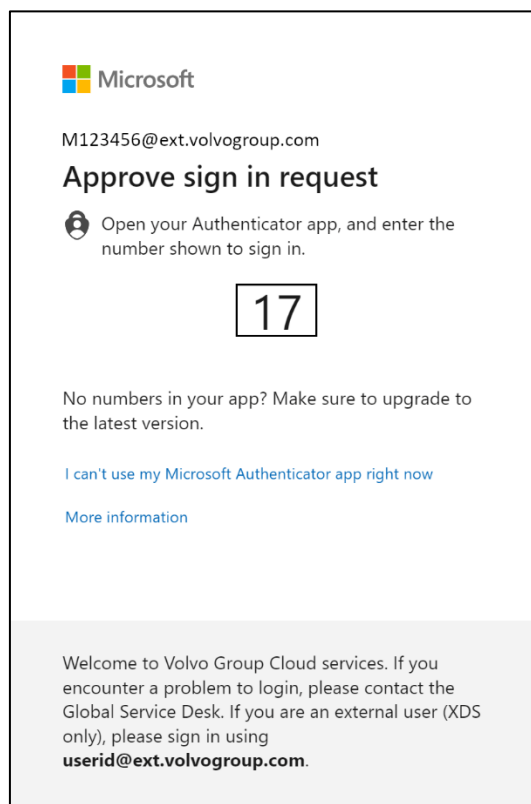 Microsoft
M123456@ext.volvogroup.com
Approve sign in request
Open your Authenticator app, and enter the
number shown to sign in.
17
No numbers in your app? Make sure to upgrade to
the latest version.
I can't use my Microsoft Authenticator app right now
More information
Welcome to Volvo Group Cloud services. If you
encounter a problem to login, please contact the
Global Service Desk. If you are an external user (XDS
only), please sign in using
userid@ext.volvogroup.com.